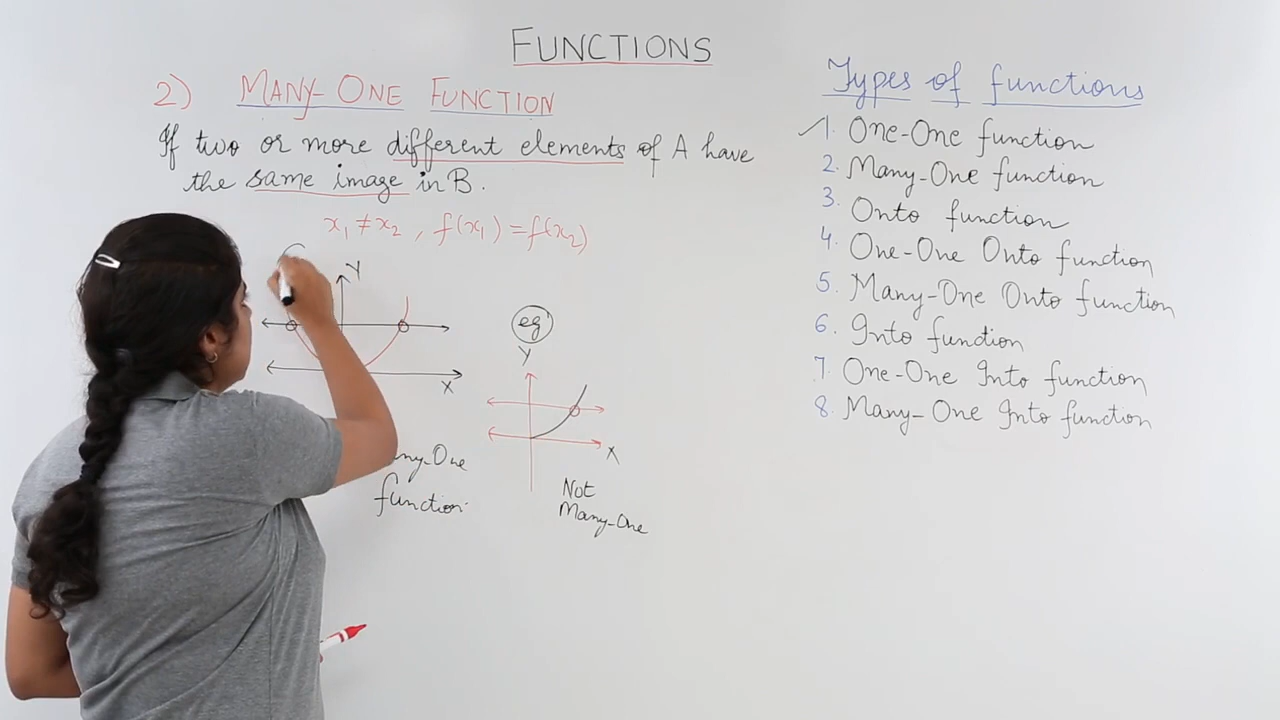 FUNCTIONS
2) MANY-ONE FUNCTION
If two or more different elements of A have
the same image in B.
x₁ ≠ x₂ , f(x₁) = f(x₂)
Y
X
function
eg'
Y
X
Not
Many-One
Types of functions
1. One-One function
2. Many-One function
3. Onto function
4. One-One Onto function
5. Many-One Onto function
6. Into function
7. One-One Into function
8. Many-One Into function